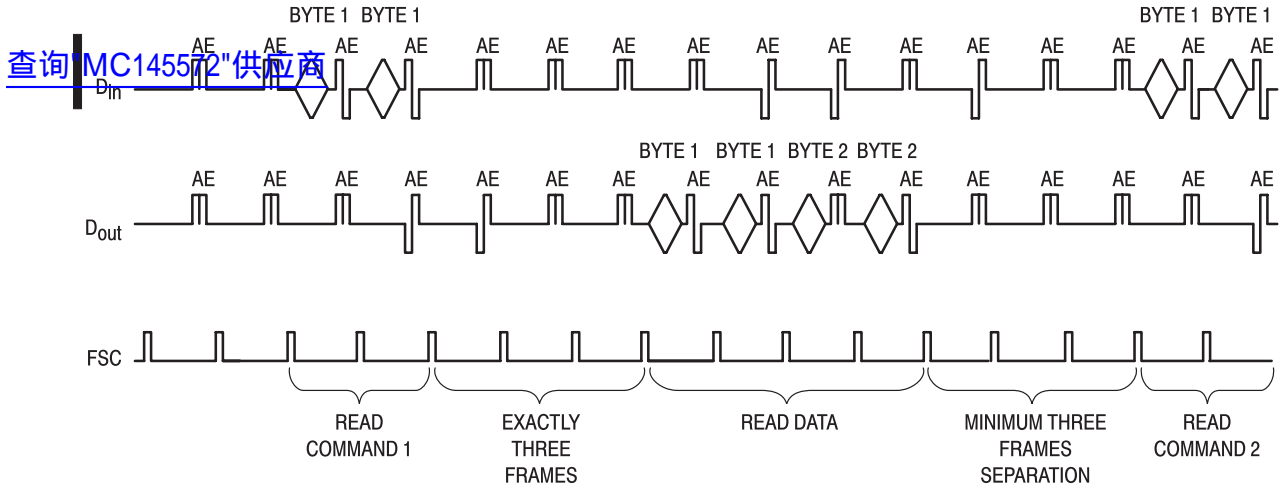 BYTE 1 BYTE 1 BYTE 1 BYTE 1
AE AE AE AE AE AE AE AE AE AE AE AE AE AE AE AE
查询"MC145572"供应商
Din
BYTE 1 BYTE 1 BYTE 2 BYTE 2
AE AE AE AE AE AE AE AE AE AE AE AE AE AE AE AE
Dout
FSC
READ
COMMAND 1
EXACTLY
THREE
FRAMES
READ DATA
MINIMUM THREE
FRAMES
SEPARATION
READ
COMMAND 2